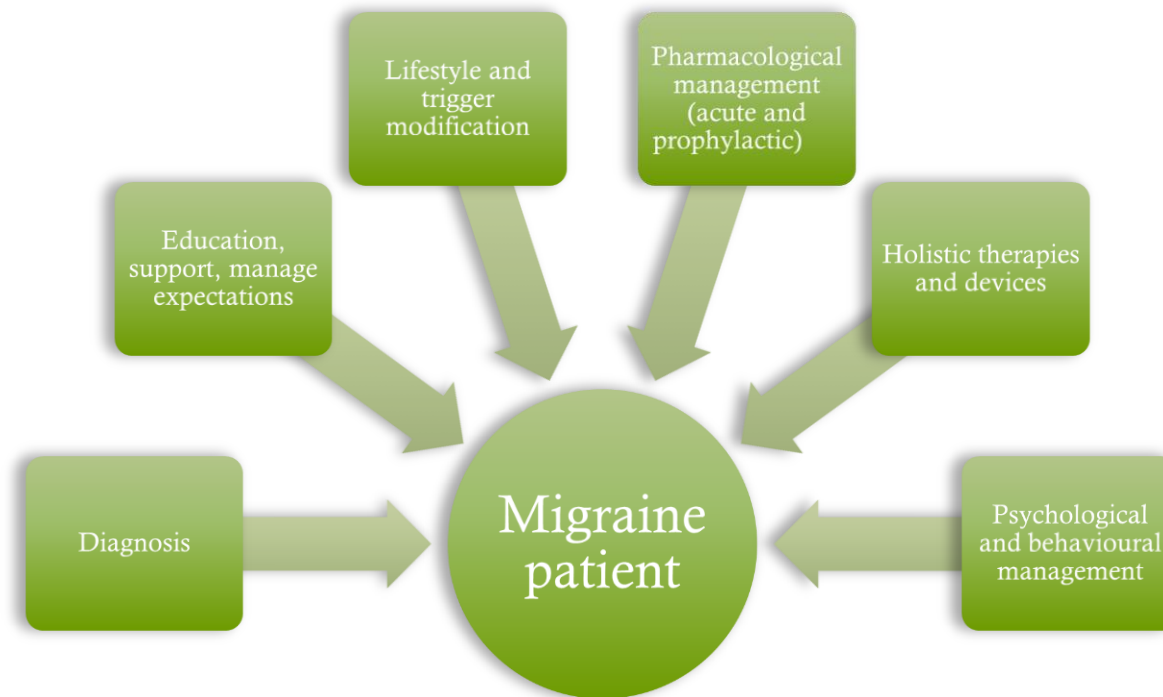 Lifestyle and
trigger
modification
Pharmacological
management
(acute and
prophylactic)
Education,
support, manage
expectations
Holistic therapies
and devices
Diagnosis
Migraine
patient
Psychological
and behavioural
management